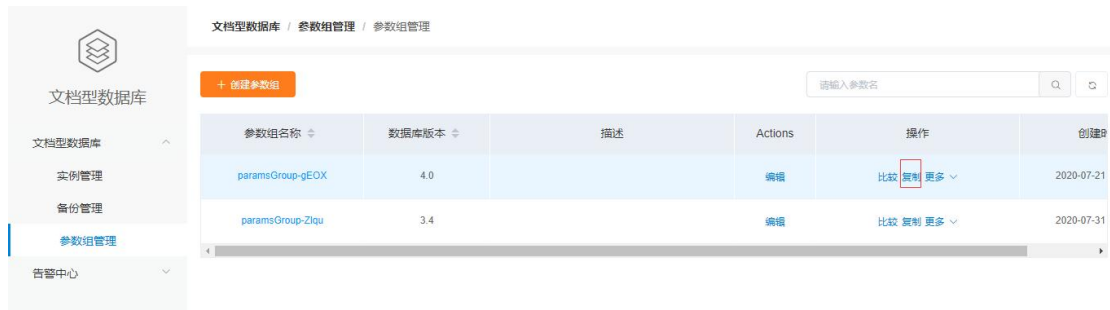 文档型数据库 / 参数组管理 / 参数组管理
文档型数据库
+ 创建参数组
请输入参数名
文档型数据库
实例管理
备份管理
参数组管理
告警中心
参数组名称 数据库版本 描述 Actions 操作
paramsGroup-gEOX 4.0 编辑 比较 复制 更多 2020-07-21
paramsGroup-Zlqu 3.4 编辑 比较 复制 更多 2020-07-31